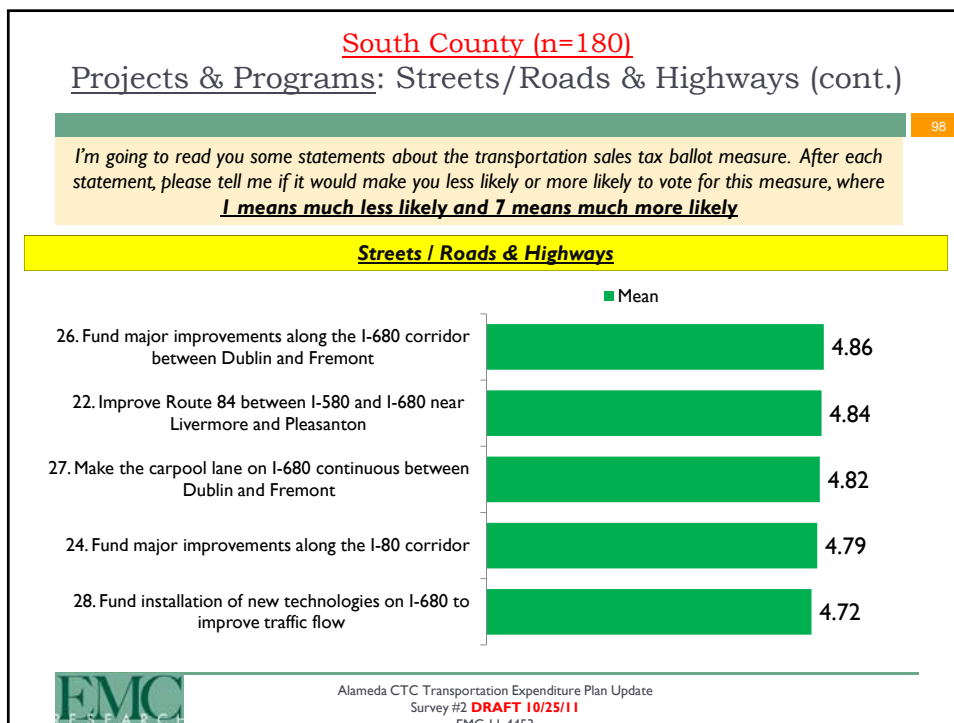 South County (n=180)
Projects & Programs: Streets/Roads & Highways (cont.)
98
I'm going to read you some statements about the transportation sales tax ballot measure. After each
statement, please tell me if it would make you less likely or more likely to vote for this measure, where
1 means much less likely and 7 means much more likely
Streets / Roads & Highways
Mean
26. Fund major improvements along the I-680 corridor
between Dublin and Fremont
4.86
22. Improve Route 84 between I-580 and I-680 near
Livermore and Pleasanton
4.84
27. Make the carpool lane on I-680 continuous between
Dublin and Fremont
4.82
24. Fund major improvements along the I-80 corridor
4.79
28. Fund installation of new technologies on I-680 to
improve traffic flow
4.72
EMC
RESEARCH
Alameda CTC Transportation Expenditure Plan Update
Survey #2 DRAFT 10/25/11
EMC 11-4453